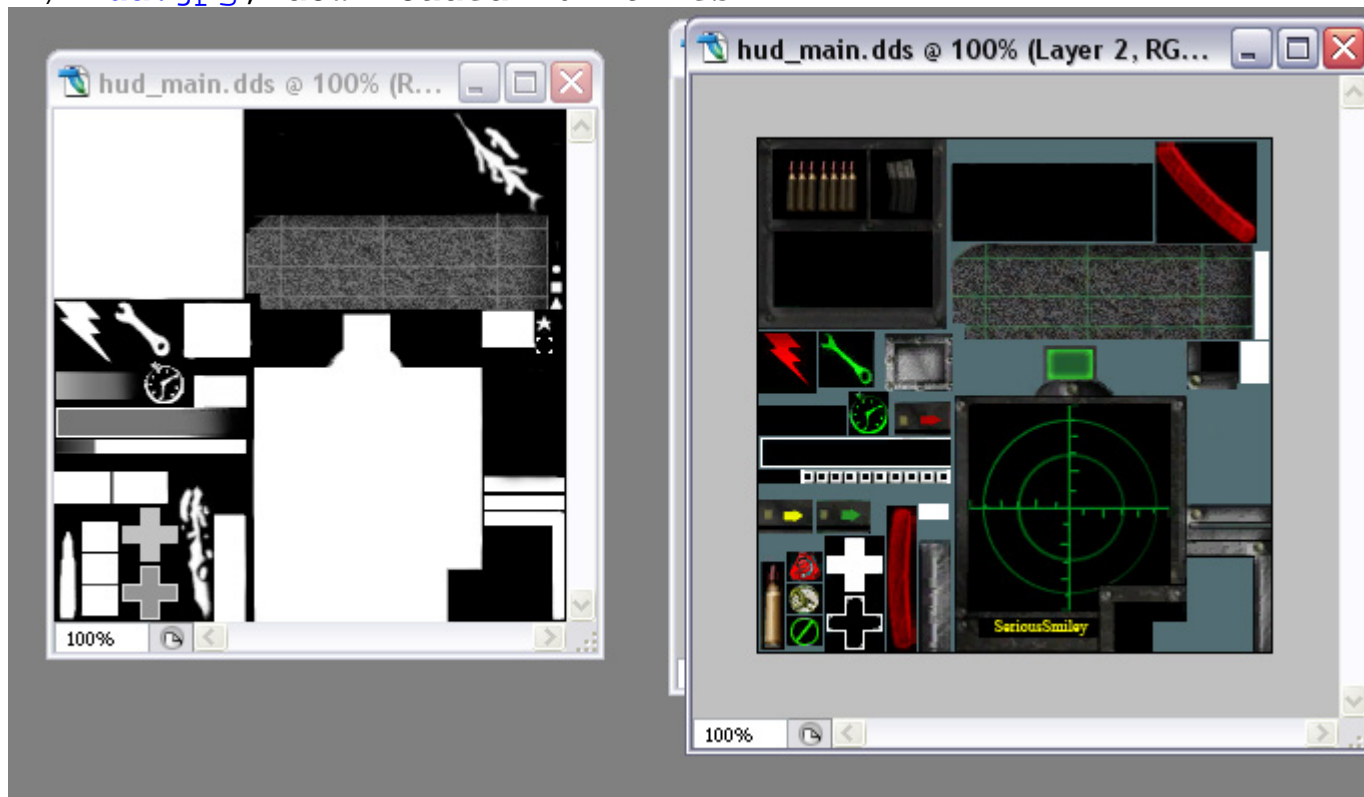 hud_main.dds @ 100% (R...
hud_main.dds @ 100% (Layer 2, RG...
SeriousSmiley
100%
100%